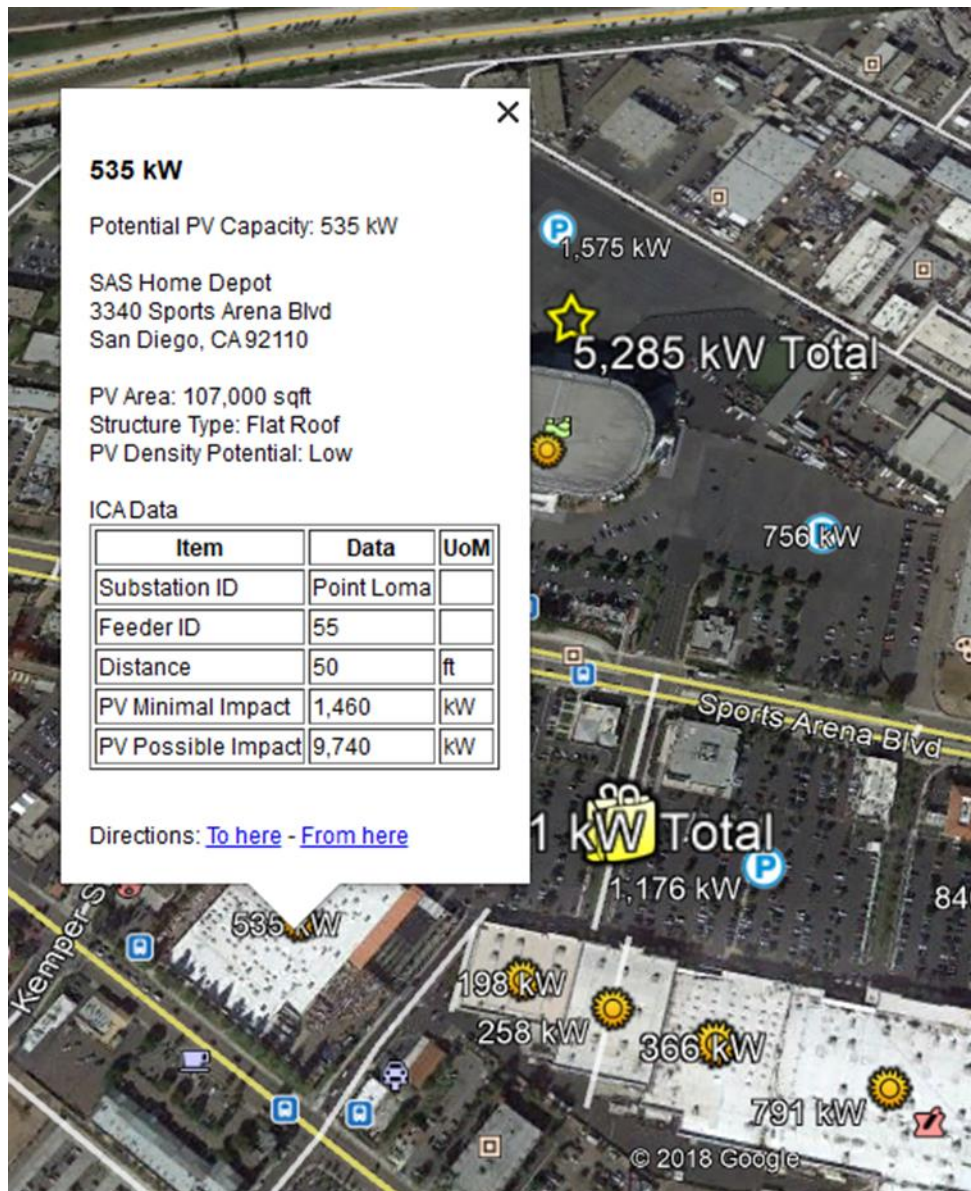 535 kW
Potential PV Capacity: 535 kW
SAS Home Depot
3340 Sports Arena Blvd
San Diego, CA 92110
PV Area: 107,000 sqft
Structure Type: Flat Roof
PV Density Potential: Low
ICA Data
Item Data UoM
Substation ID Point Loma
Feeder ID 55
Distance 50 ft
PV Minimal Impact 1,460 kW
PV Possible Impact 9,740 kW
Directions: To here - From here
P
1,575 kW
5,285 kW Total
756 kW
P
Sports Arena Blvd
1 kW Total
P
1,176 kW
84
Kemper S
535 kW
198 kW
258 kW
366 kW
791 kW
© 2018 Google